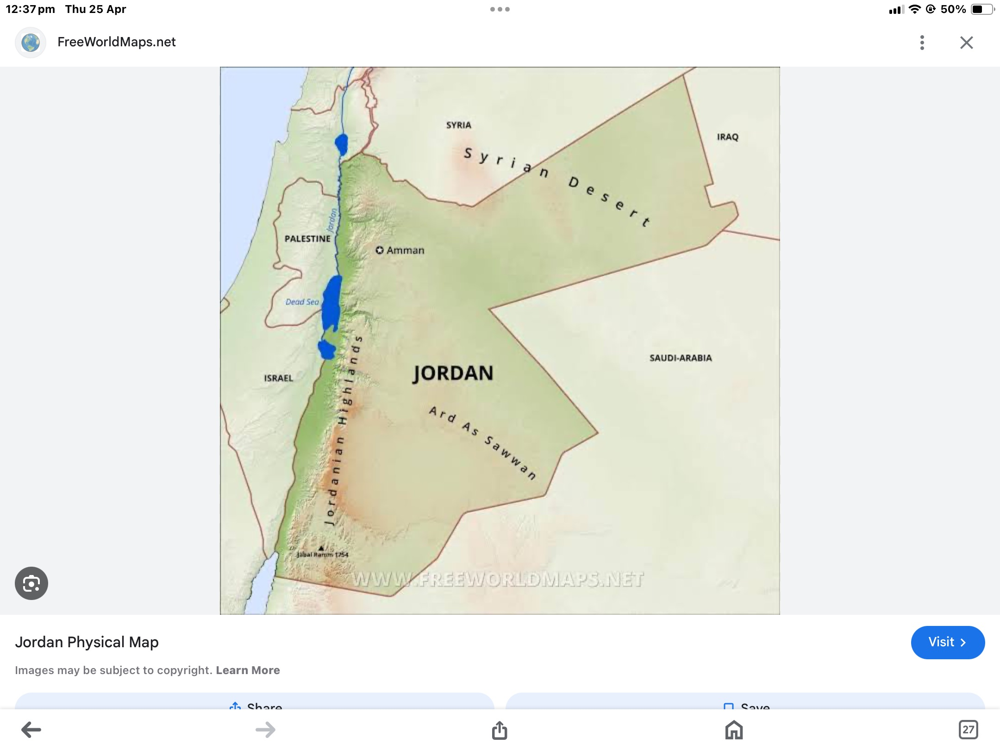 12:37 pm Thu 25 Apr
50%
FreeWorldMaps.net
SYRIA
IRAQ
Syrian Desert
Jordan
PALESTINE
Amman
Dead Sea
SAUDI-ARABIA
JORDAN
ISRAEL
Jordanian Highlands
Ard As Sawwan
Jabal Ramm 1754
WWW.FREEWORLDMAPS.NET
Jordan Physical Map
Visit
Images may be subject to copyright. Learn More
Share
Save
27